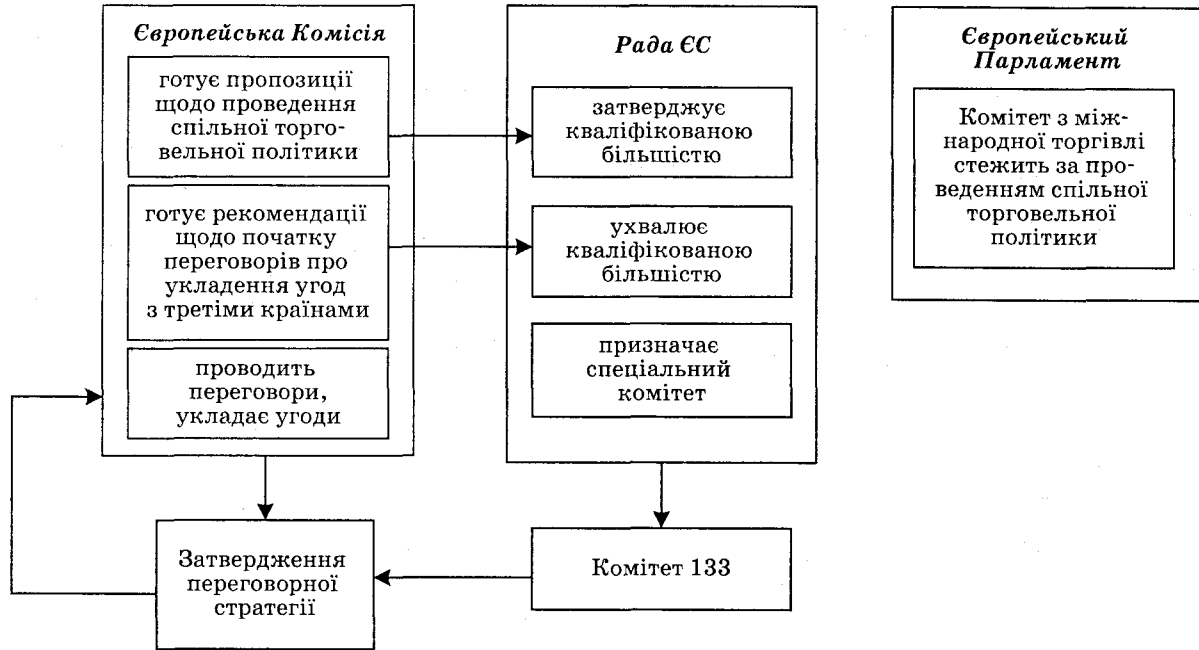 Європейська Комісія
готує пропозиції
щодо проведення
спільної торго-
вельної політики
готує рекомендації
щодо початку
переговорів про
укладення угод
з третіми країнами
проводить
переговори,
укладає угоди
Рада ЄС
затверджує
кваліфікованою
більшістю
ухвалює
кваліфікованою
більшістю
призначає
спеціальний
комітет
Європейський
Парламент
Комітет з між-
народної торгівлі
стежить за про-
веденням спільної
торговельної
політики
Затвердження
переговорної
стратегії
Комітет 133